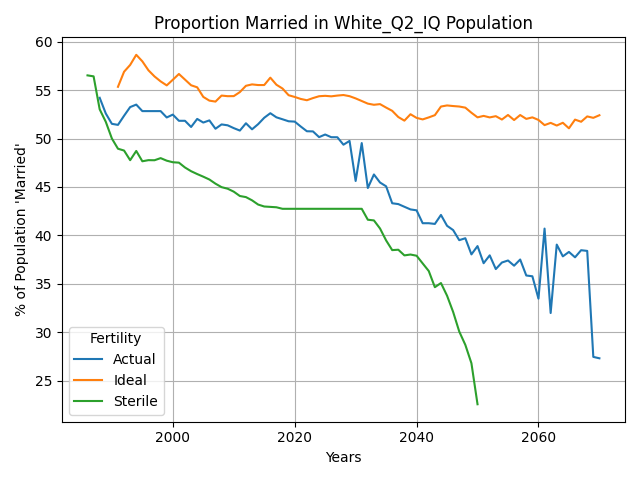 Proportion Married in White_Q2_IQ Population
% of Population 'Married'
60
55
50
45
40
35
30
25
Fertility
Actual
Ideal
Sterile
2000
2020
2040
2060
Years